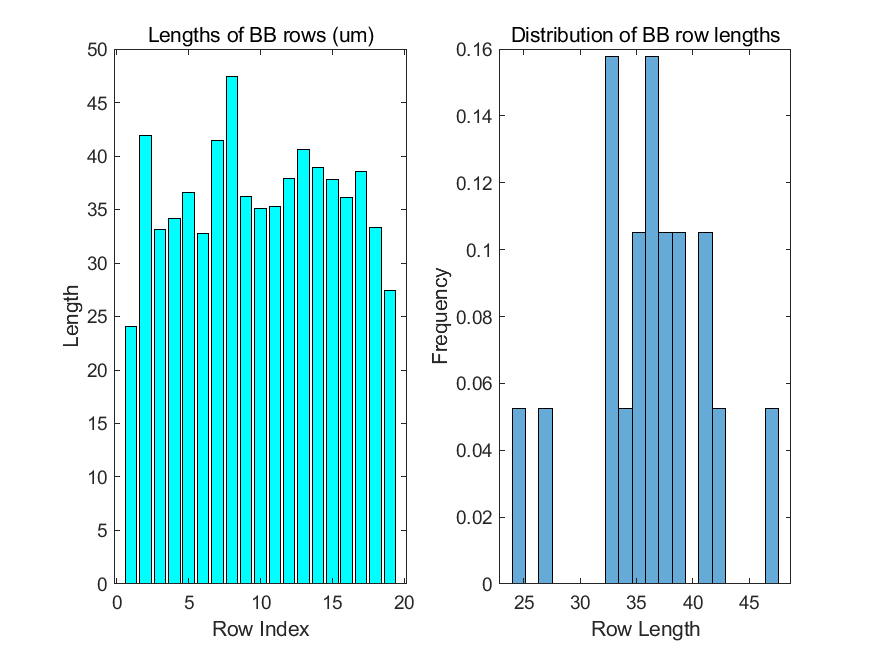 Lengths of BB rows (um)
50
45
40
35
30
25
20
15
10
5
0
Length
0 5 10 15 20
Row Index
Distribution of BB row lengths
0.16
0.14
0.12
0.1
0.08
0.06
0.04
0.02
0
Frequency
25 30 35 40 45
Row Length